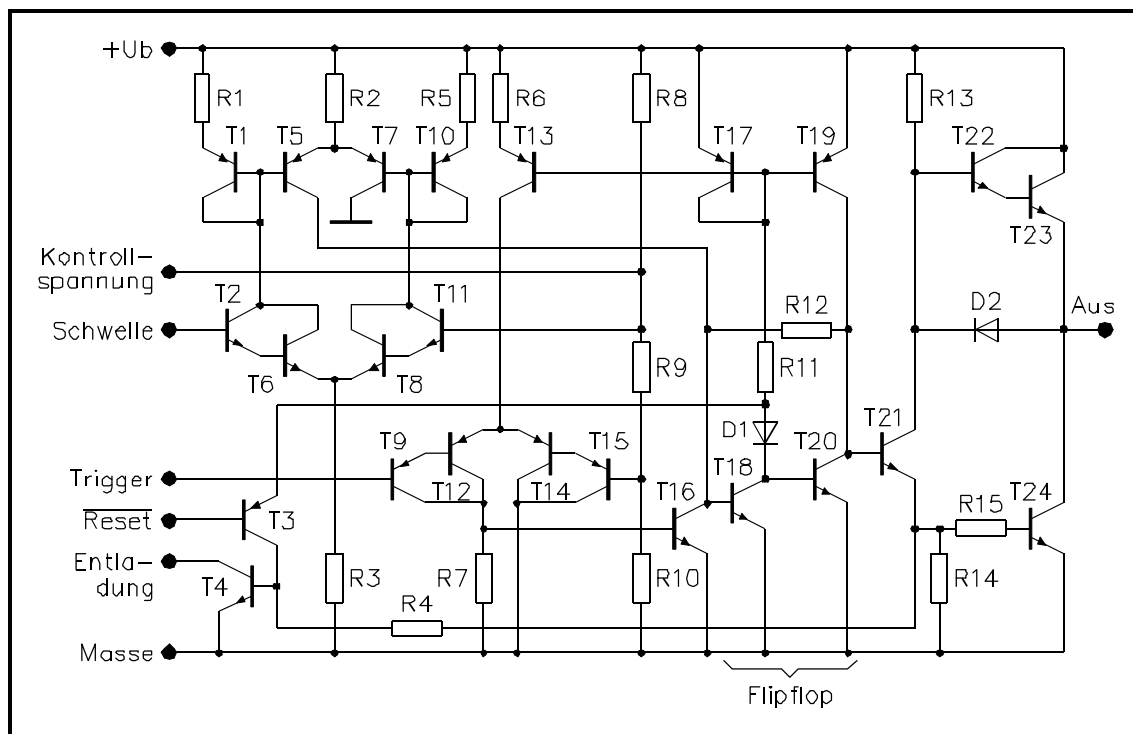 +Ub
R1
R2
R5
R6
R8
R13
T1
T5
T7
T10
T13
T17
T19
T22
T23
Kontroll-
spannung
T2
T11
R12
D2
Aus
Schwelle
T6
T8
R9
R11
D1
T20
T21
T9
T15
Trigger
T12
T14
T18
T16
T24
Reset
T3
R15
Entla-
dung
T4
R3
R7
R10
R14
R4
Masse
Flipflop